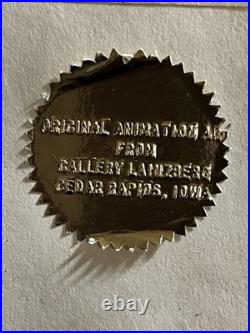 ORIGINAL ANIMATION ART
FROM
GALLERY LAINZBERG
CEDAR RAPIDS, IOWA